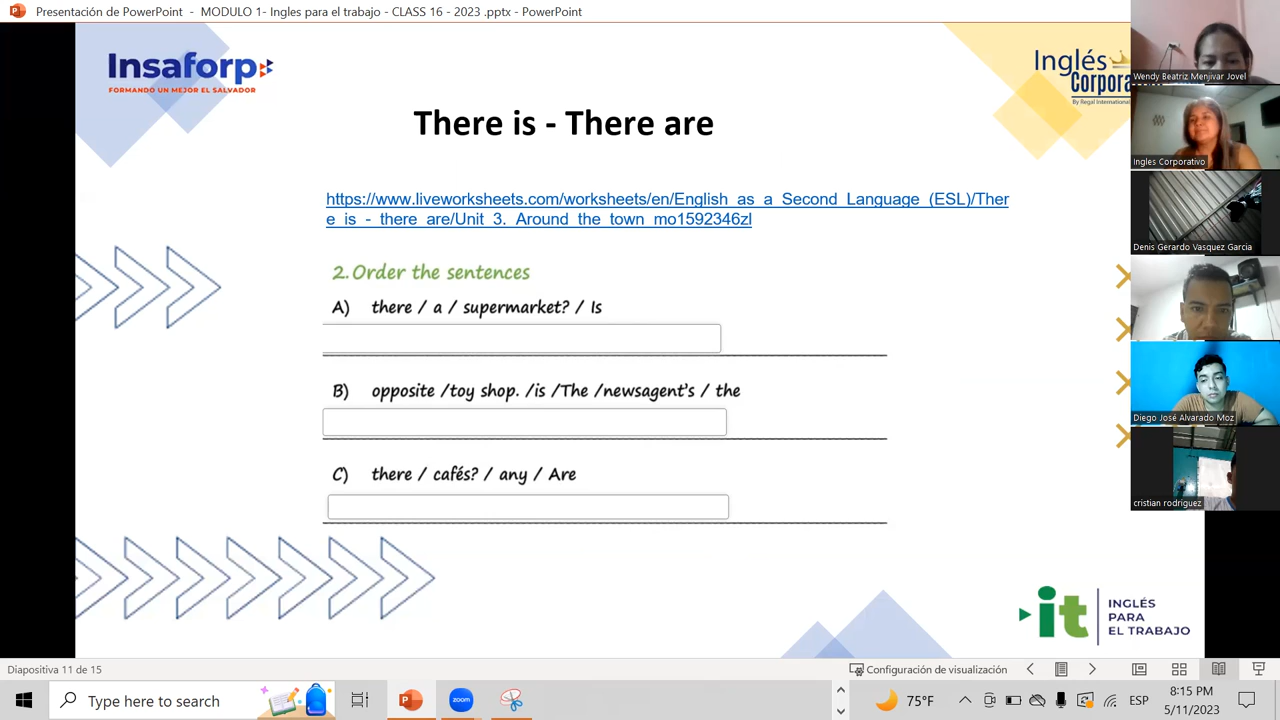 Presentación de PowerPoint - MODULO 1- Ingles para el trabajo - CLASS 16 - 2023 .pptx - PowerPoint
Insaforp
FORMANDO UN MEJOR EL SALVADOR
Inglés
Corpora
By Regal International
There is - There are
https://www.liveworksheets.com/worksheets/en/English_as_a_Second_Language_(ESL)/Ther
e_is_-_there_are/Unit_3._Around_the_town_mo1592346zl
2. Order the sentences
A) there / a / supermarket? / Is
B) opposite /toy shop. /is /The /newsagent's / the
C) there / cafés? / any / Are
Wendy Beatriz Menjivar Jovel
Ingles Corporativo
Denis Gerardo Vasquez Garcia
Diego José Alvarado Moz
cristian rodriguez
it
INGLÉS
PARA
EL TRABAJO
Diapositiva 11 de 15
Configuración de visualización
Type here to search
zoom
75°F
ESP
8:15 PM
5/11/2023